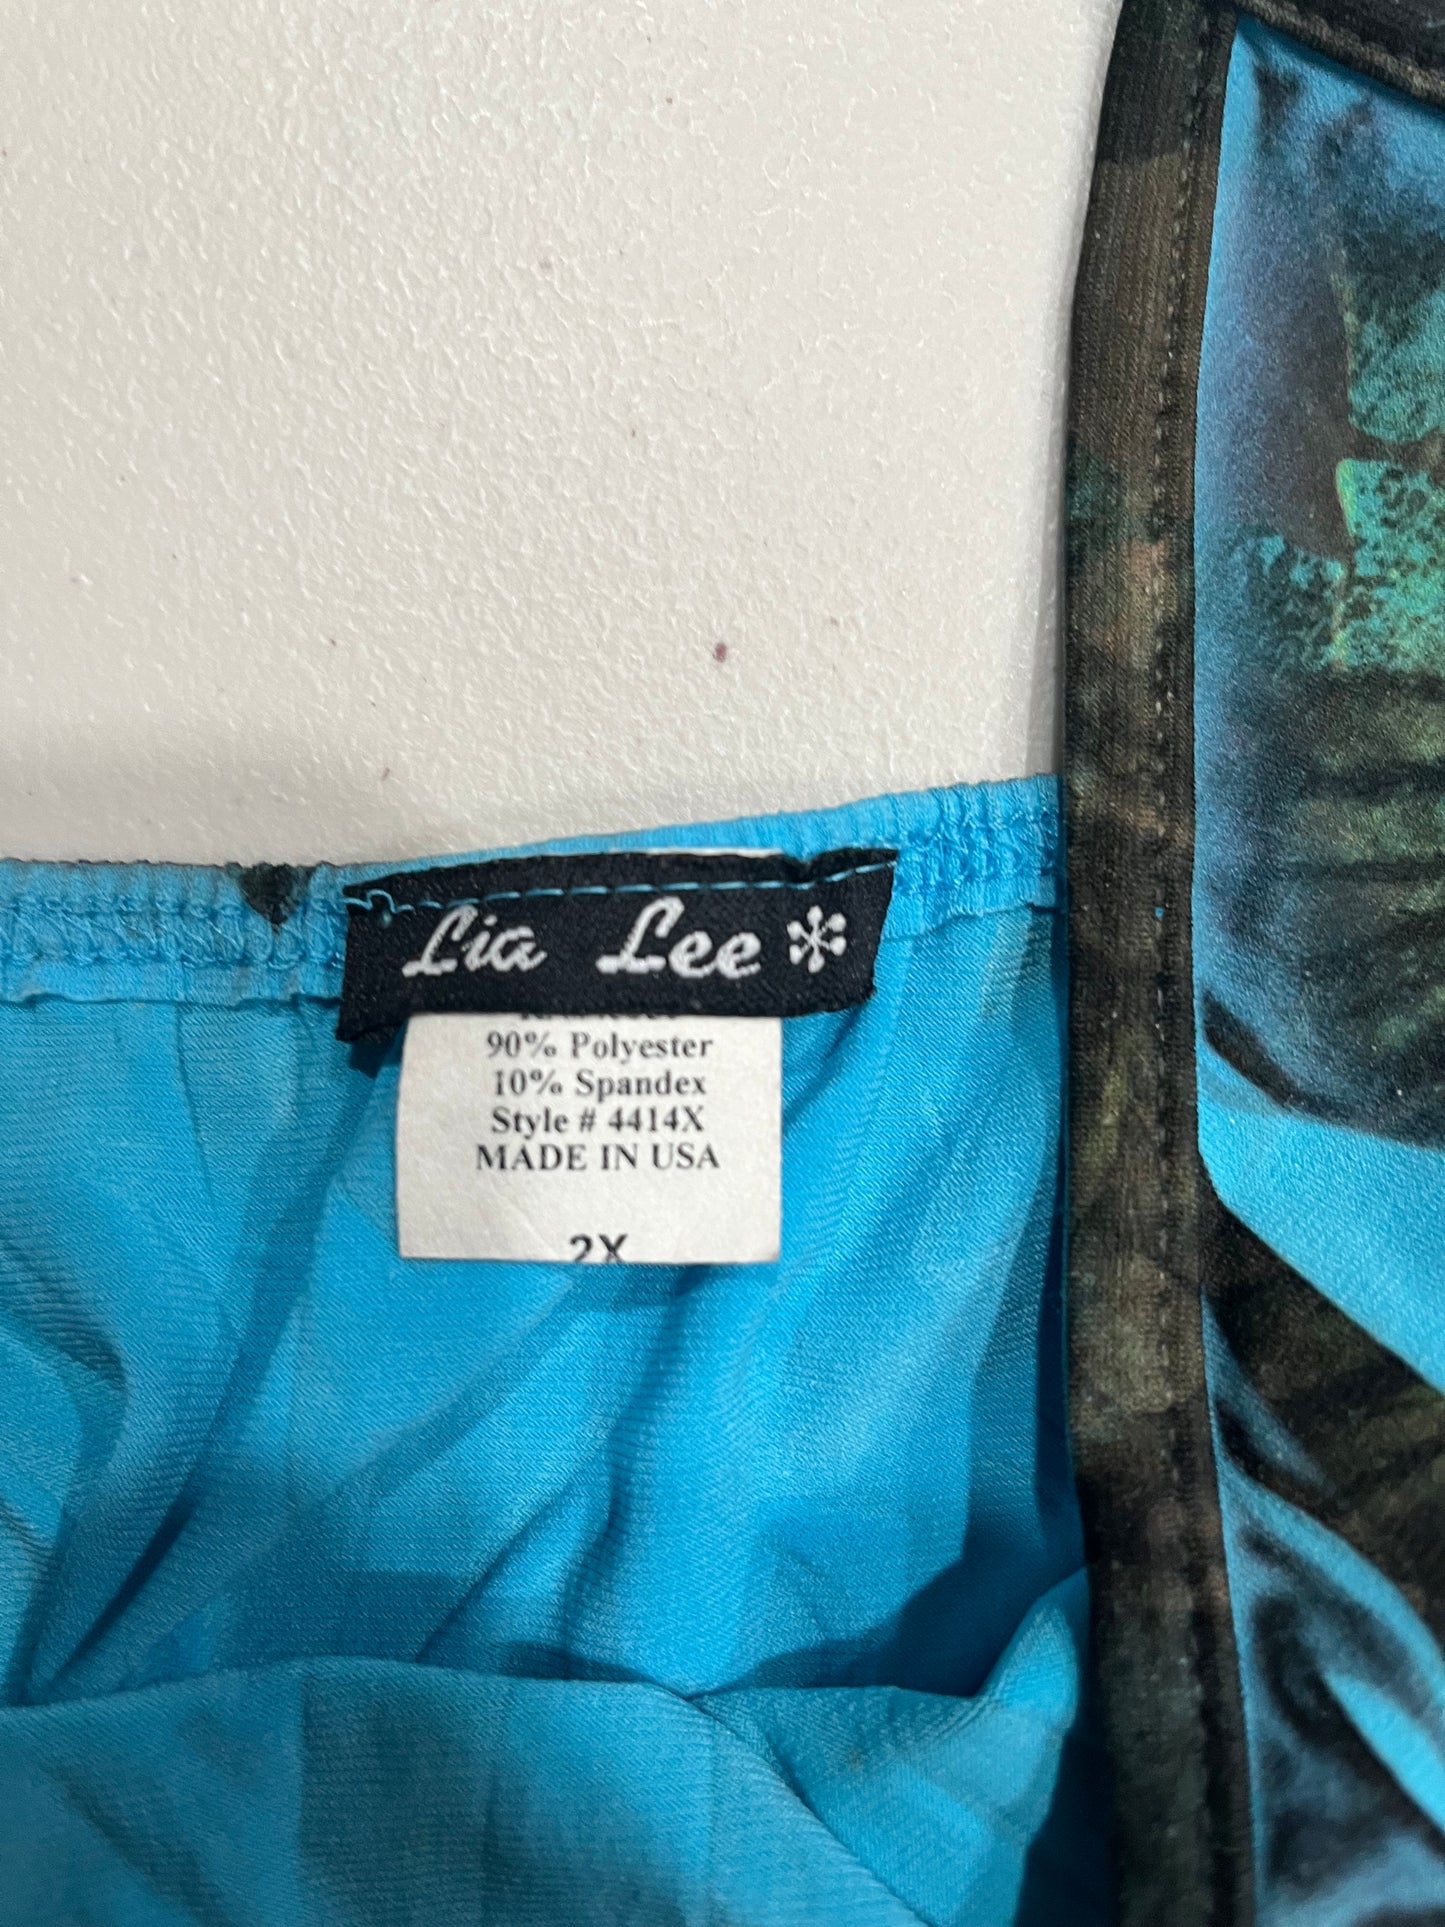 Lia Lee
90% Polyester
10% Spandex
Style # 4414X
MADE IN USA
2X